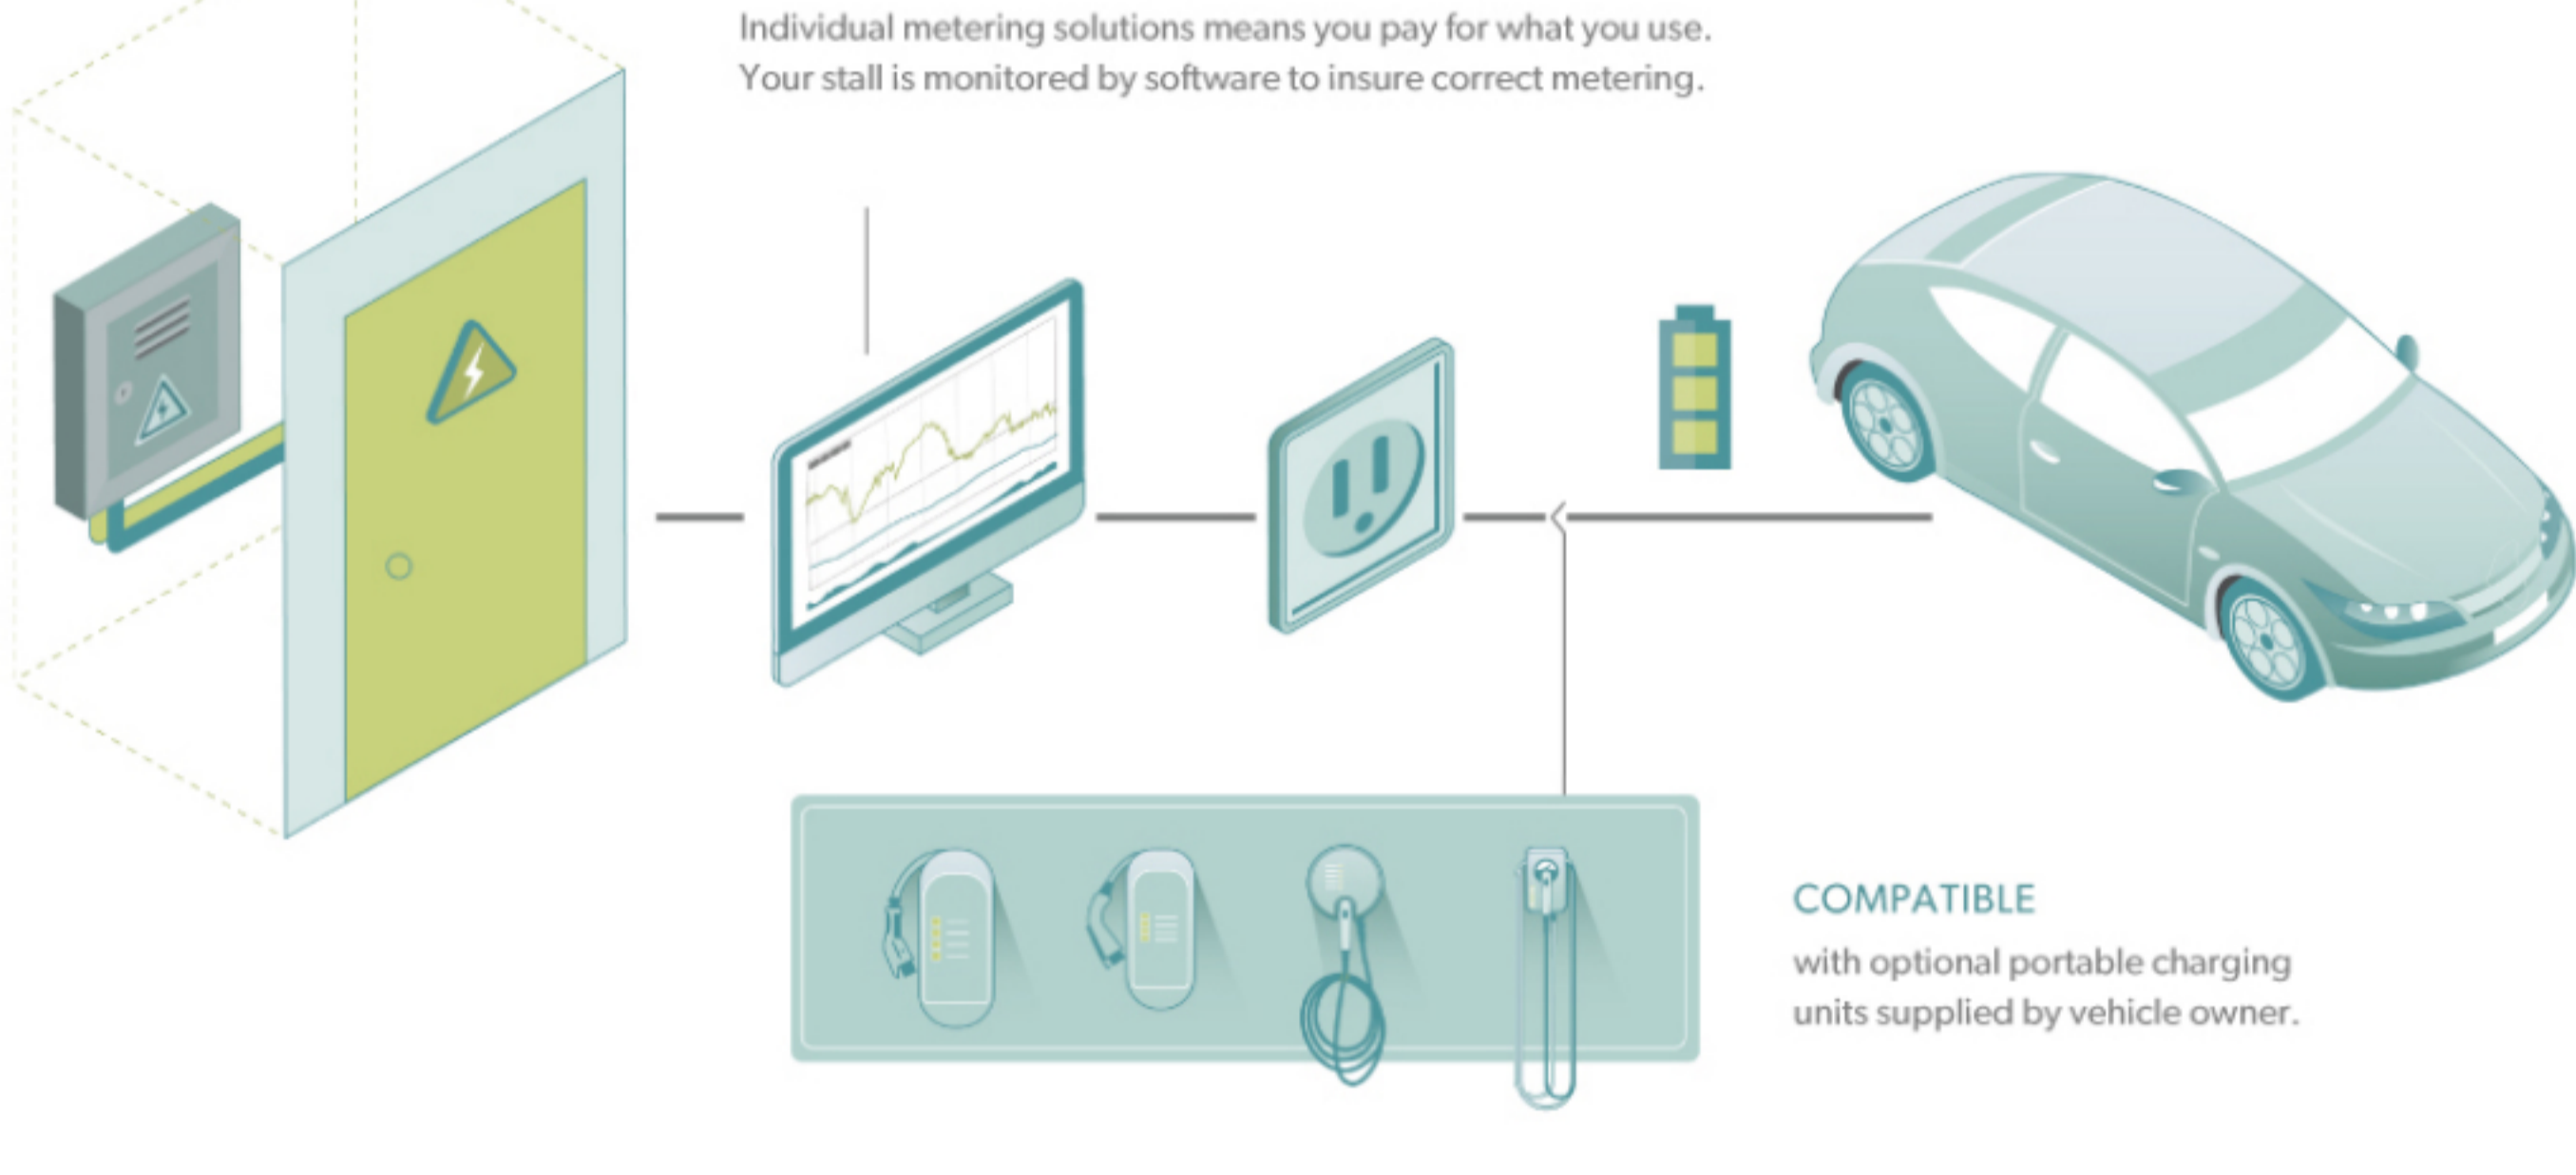 Individual metering solutions means you pay for what you use.
Your stall is monitored by software to insure correct metering.
COMPATIBLE
with optional portable charging
units supplied by vehicle owner.